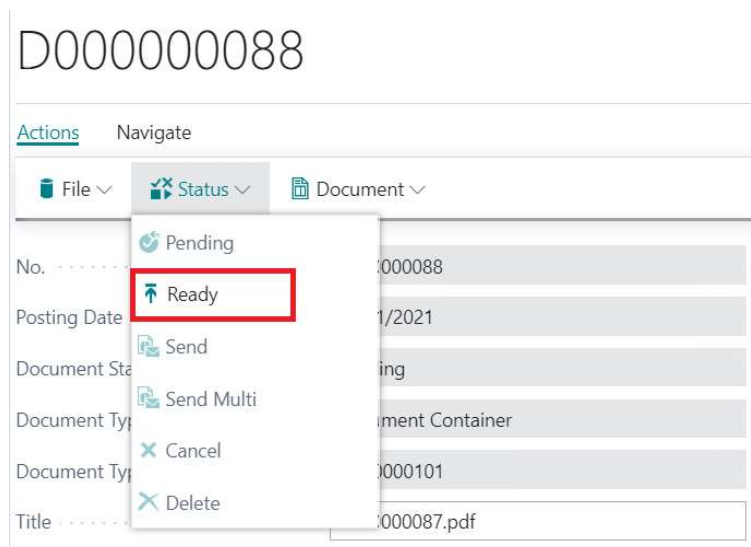 D000000088
Actions Navigate
File Status Document
Pending
No. 000088
Ready
Posting Date 1/2021
Send
Document Sta ing
Send Multi
Document Typ ment Container
Cancel
Document Typ 0000101
Delete
Title 000087.pdf